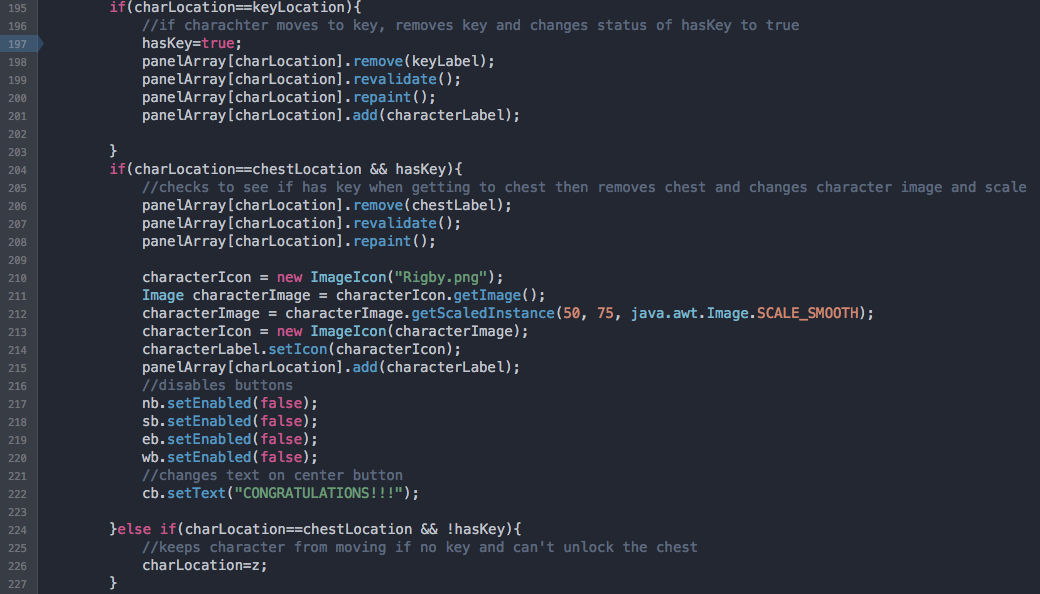 195 if(charLocation==keyLocation){
196 //if charachter moves to key, removes key and changes status of hasKey to true
197 hasKey=true;
198 panelArray[charLocation].remove(keyLabel);
199 panelArray[charLocation].revalidate();
200 panelArray[charLocation].repaint();
201 panelArray[charLocation].add(characterLabel);
202
203 }
204 if(charLocation==chestLocation && hasKey){
205 //checks to see if has key when getting to chest then removes chest and changes character image and scale
206 panelArray[charLocation].remove(chestLabel);
207 panelArray[charLocation].revalidate();
208 panelArray[charLocation].repaint();
209
210 characterIcon = new ImageIcon("Rigby.png");
211 Image characterImage = characterIcon.getImage();
212 characterImage = characterImage.getScaledInstance(50, 75, java.awt.Image.SCALE_SMOOTH);
213 characterIcon = new ImageIcon(characterImage);
214 characterLabel.setIcon(characterIcon);
215 panelArray[charLocation].add(characterLabel);
216 //disables buttons
217 nb.setEnabled(false);
218 sb.setEnabled(false);
219 eb.setEnabled(false);
220 wb.setEnabled(false);
221 //changes text on center button
222 cb.setText("CONGRATULATIONS!!!");
223
224 }else if(charLocation==chestLocation && !hasKey){
225 //keeps character from moving if no key and can't unlock the chest
226 charLocation=z;
227 }